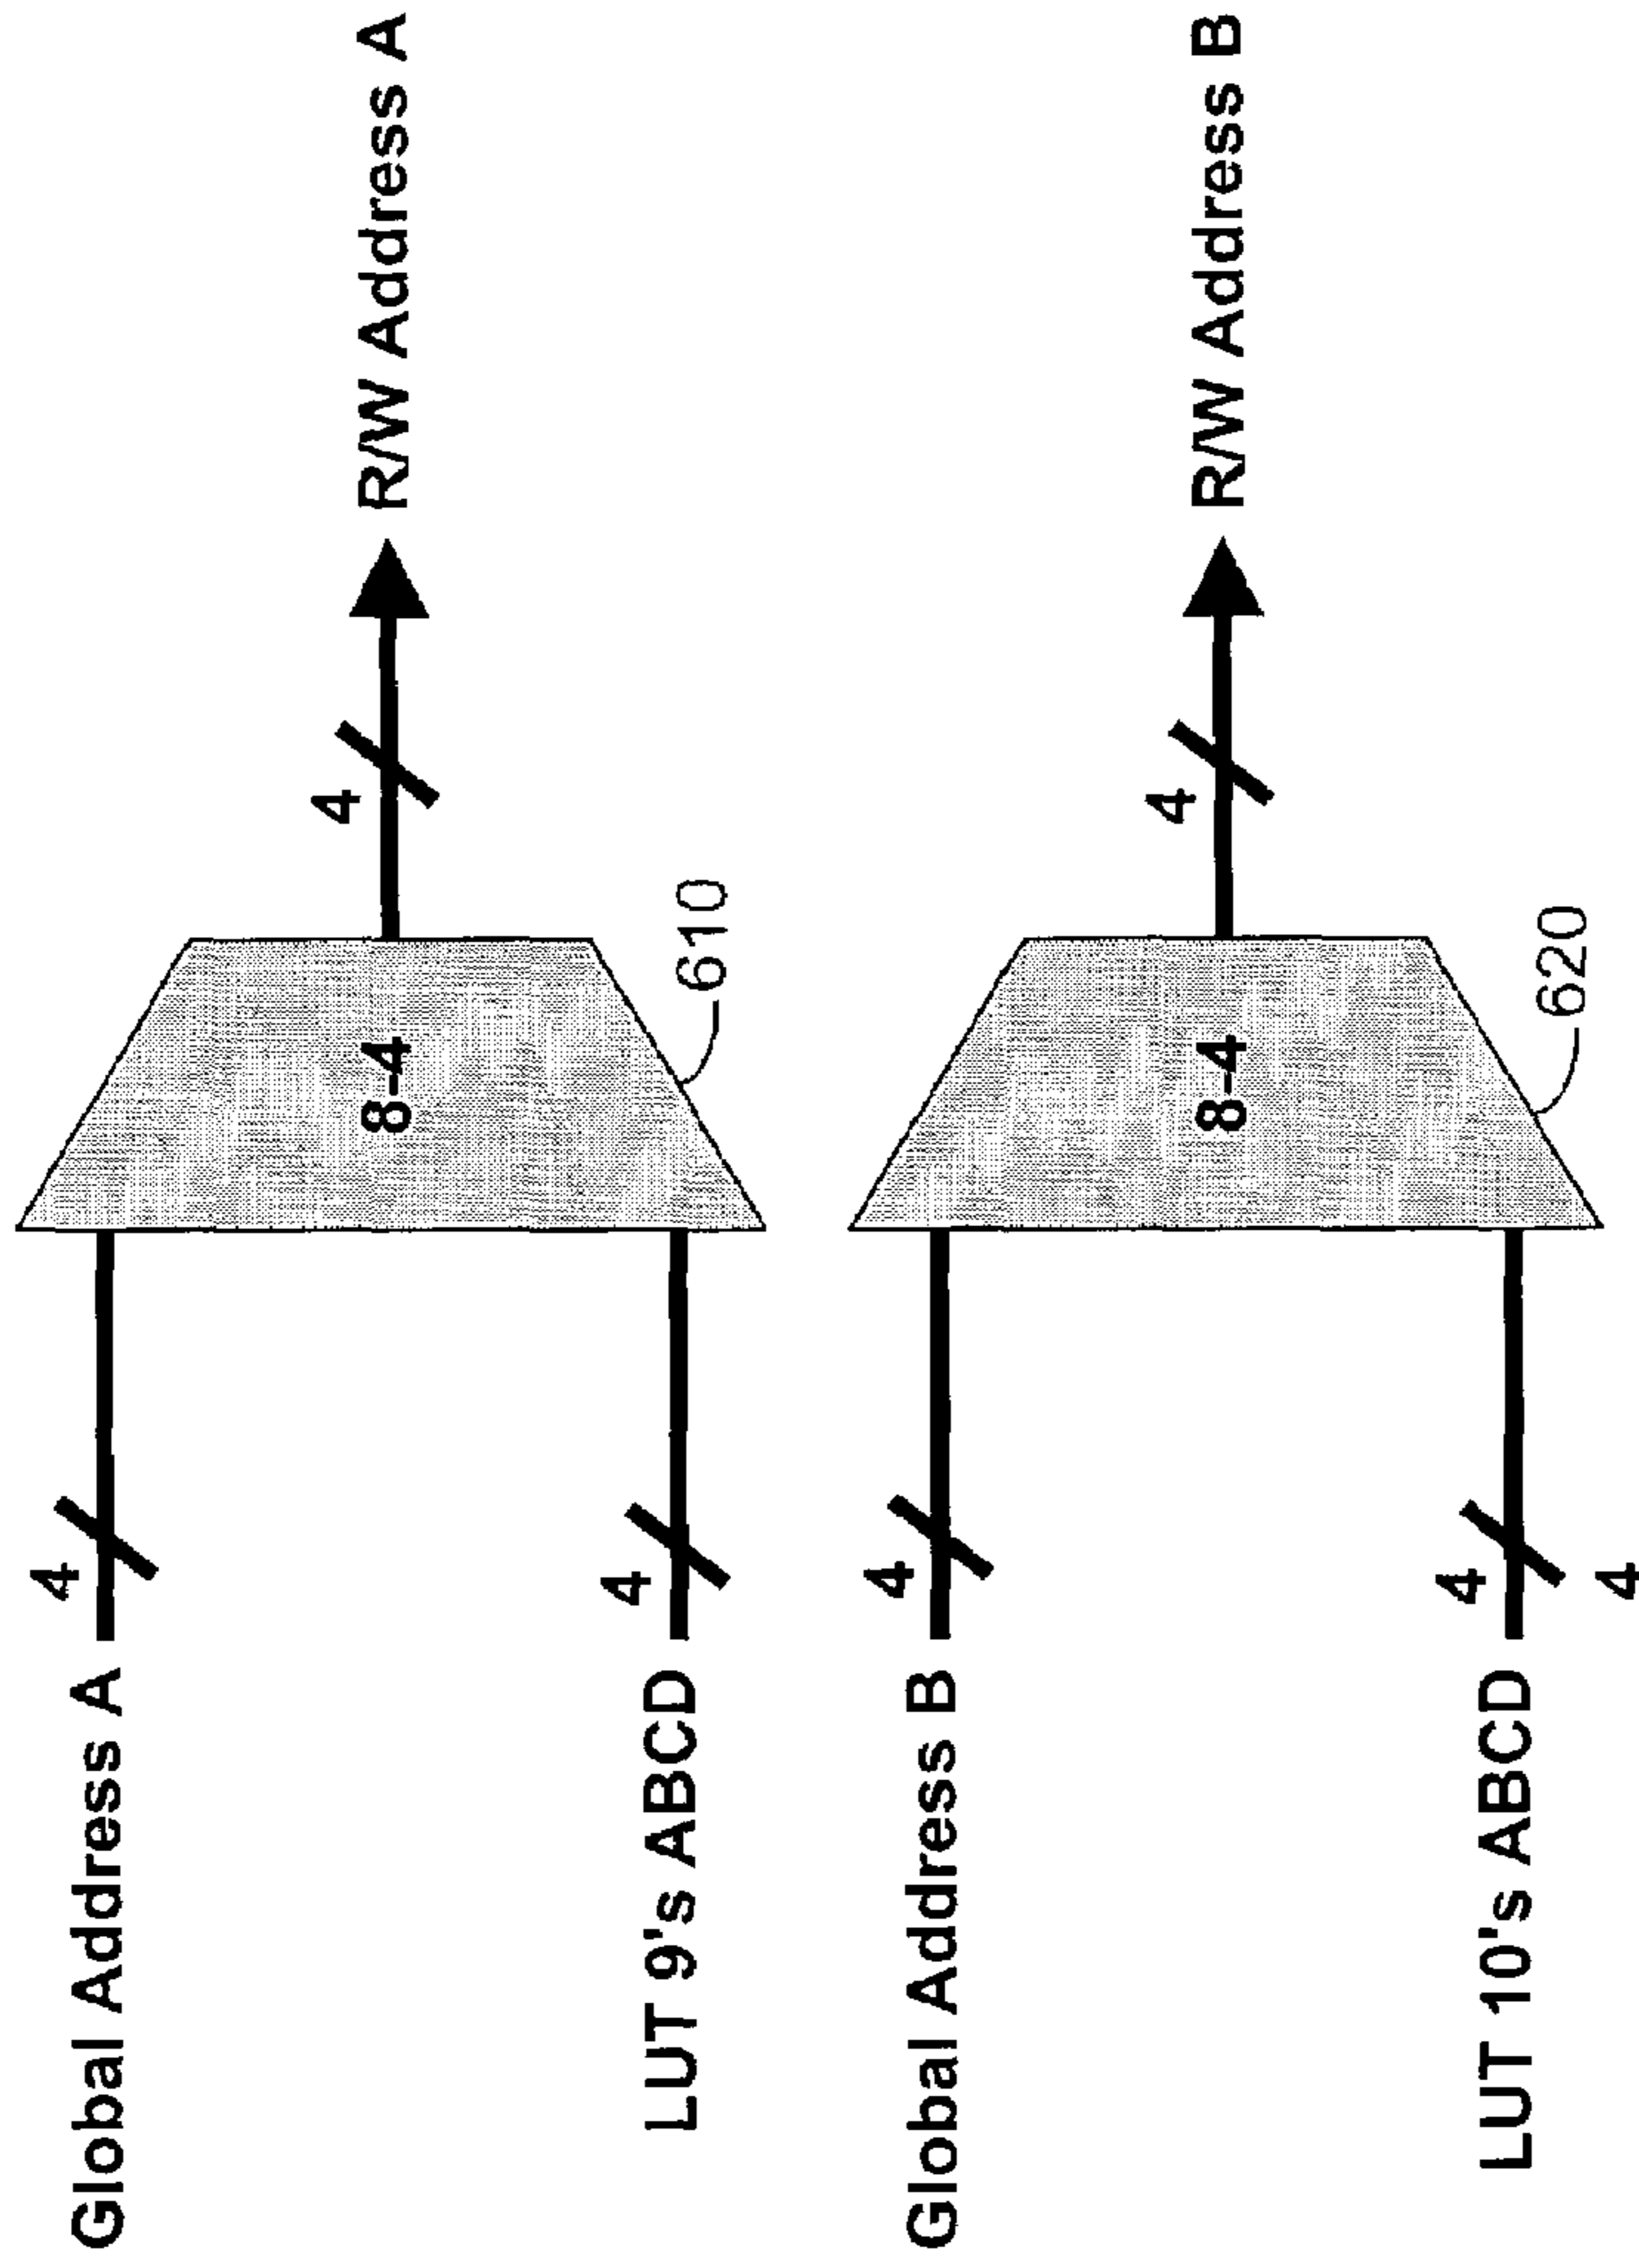 Global Address A
4
8-4
4
R/W Address A
LUT 9's ABCD
4
610
Global Address B
4
8-4
4
R/W Address B
LUT 10's ABCD
4
620
4